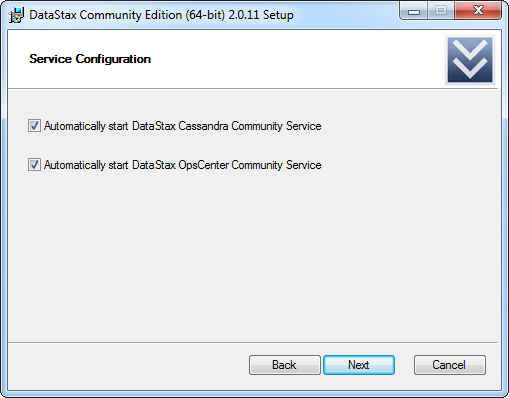 DataStax Community Edition (64-bit) 2.0.11 Setup
Service Configuration
Automatically start DataStax Cassandra Community Service
Automatically start DataStax OpsCenter Community Service
Back Next Cancel